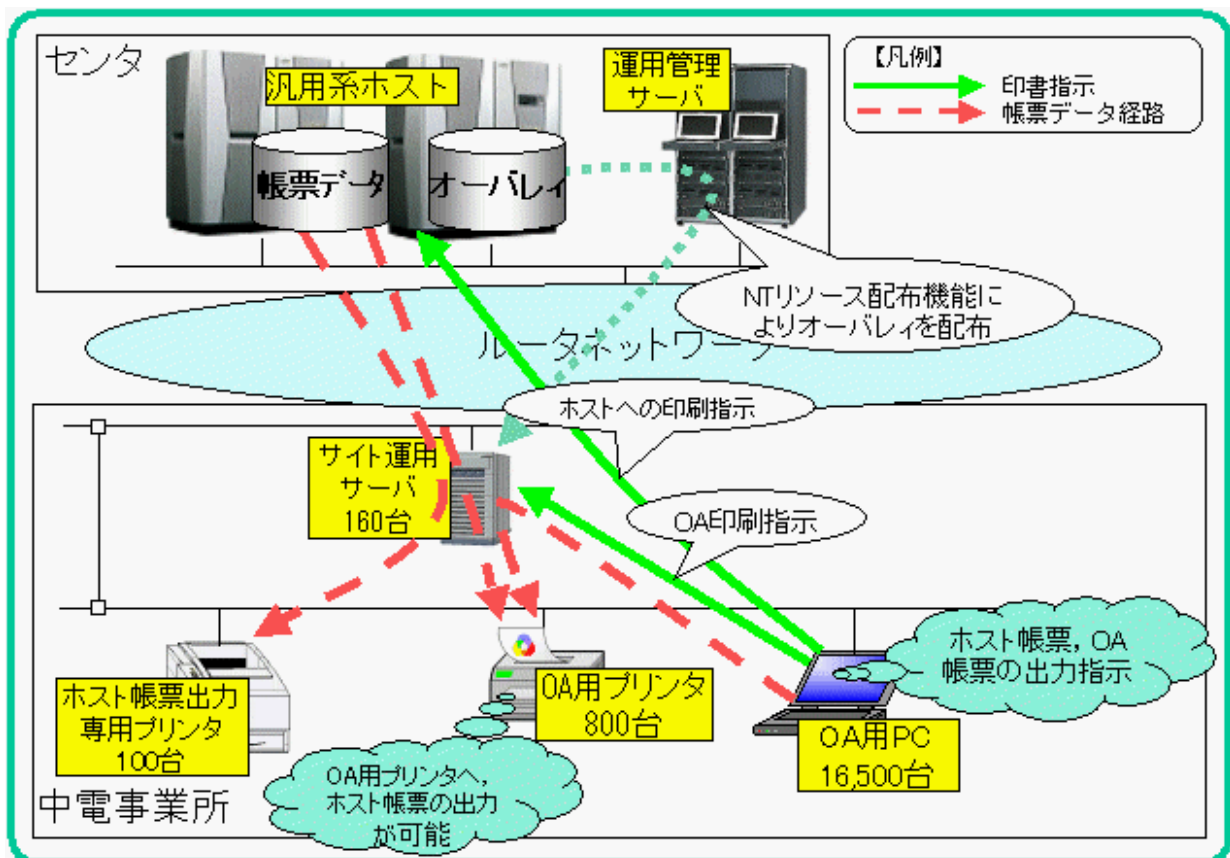 センタ
汎用系ホスト
帳票データ
オーバレィ
運用管理
サーバ
【凡例】
印書指示
帳票データ経路
NTリソース配布機能に
よりオーバレィを配布
ルータネットワーク
ホストへの印刷指示
サイト運用
サーバ
160台
OA印刷指示
ホスト帳票,OA
帳票の出力指示
ホスト帳票出力
専用プリンタ
100台
OA用プリンタ
800台
OA用PC
16,500台
OA用プリンタへ,
ホスト帳票の出力
が可能
中電事業所